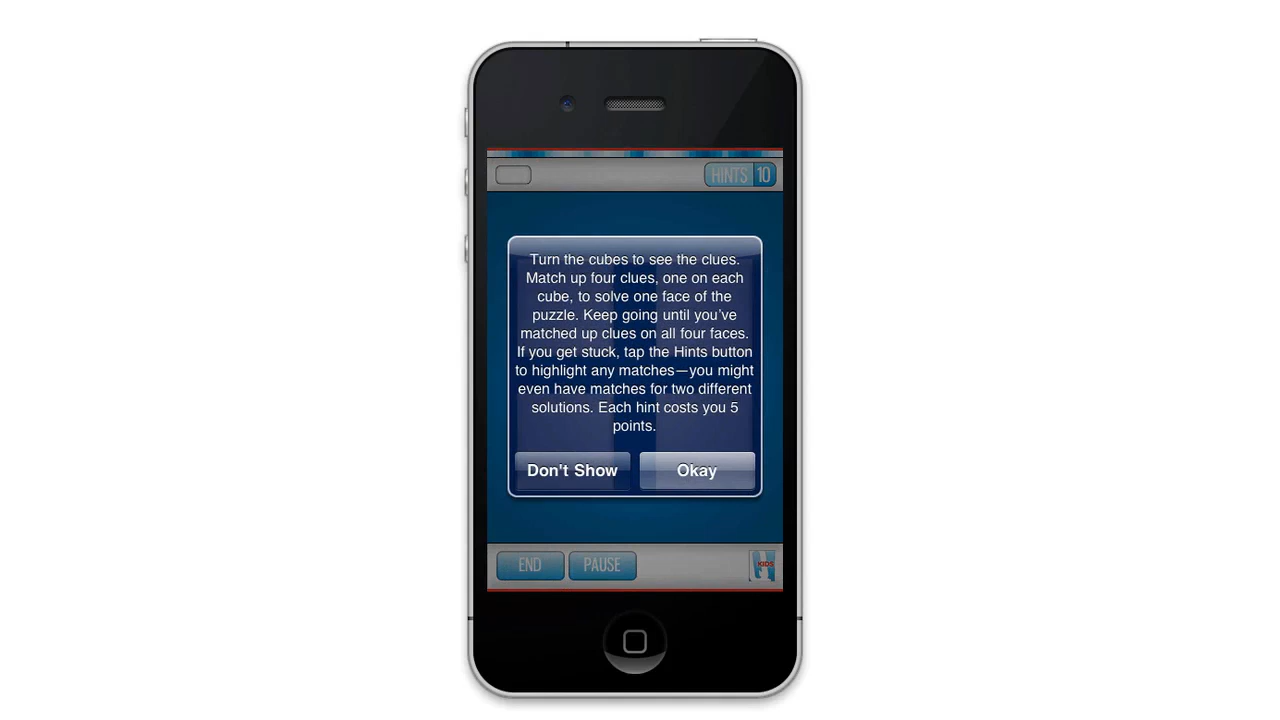 HINTS 10
Turn the cubes to see the clues.
Match up four clues, one on each
cube, to solve one face of the
puzzle. Keep going until you’ve
matched up clues on all four faces.
If you get stuck, tap the Hints button
to highlight any matches—you might
even have matches for two different
solutions. Each hint costs you 5
points.
Don't Show Okay
END PAUSE
KIDS